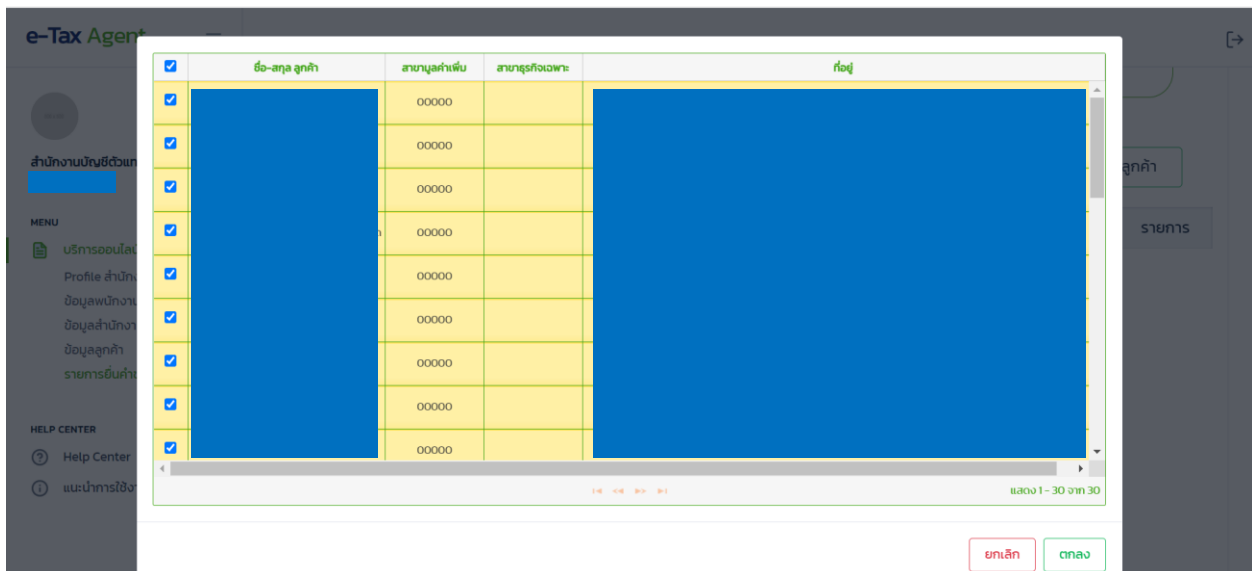 e-Tax Agent
ชื่อ-สกุล ลูกค้า สาขามูลค่าเพิ่ม สาขาธุรกิจเฉพาะ ที่อยู่
00000
00000
00000
00000
00000
00000
00000
00000
00000
แสดง 1 - 30 จาก 30
ยกเลิก ตกลง
สำนักงานบัญชีตัวแท
MENU
บริการออนไลน์
Profile สำนัก
ข้อมูลพนักงาน
ข้อมูลสำนักงา
ข้อมูลลูกค้า
รายการยื่นคำ
HELP CENTER
Help Center
แนะนำการใช้ง
ลูกค้า
รายการ